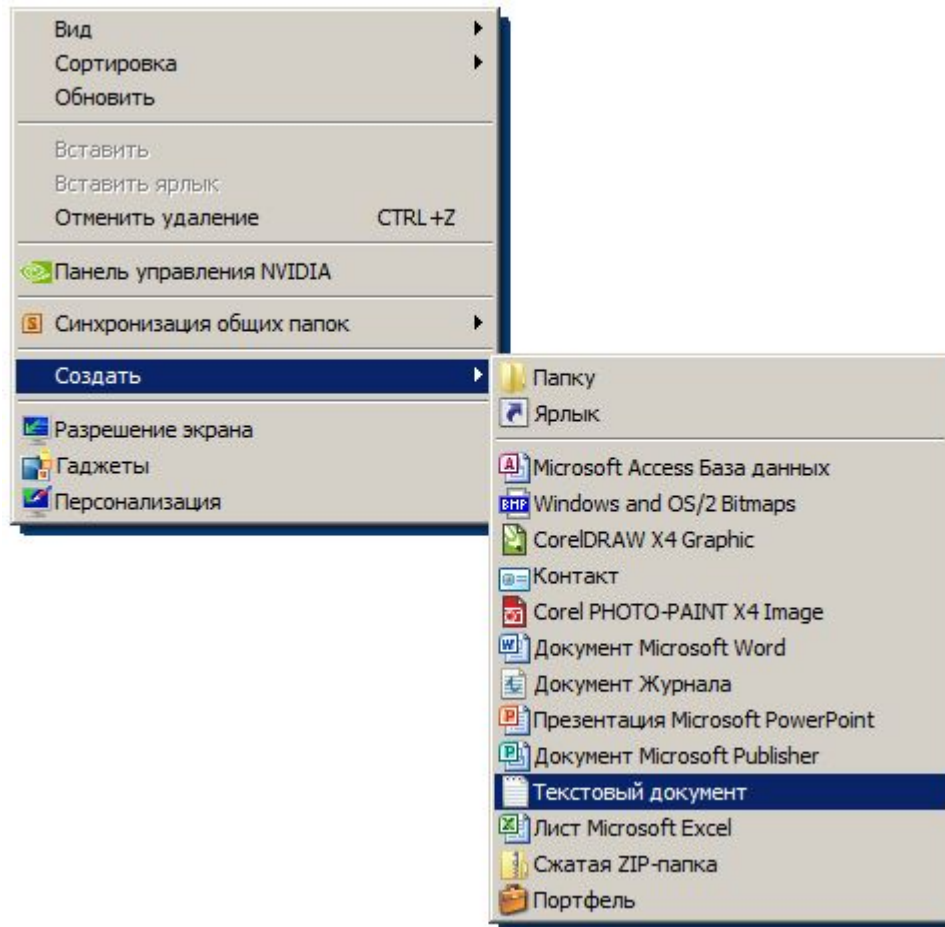 Вид
Сортировка
Обновить
Вставить
Вставить ярлык
Отменить удаление CTRL+Z
Панель управления NVIDIA
S Синхронизация общих папок
Создать
Разрешение экрана
Гаджеты
Персонализация
Папку
Ярлык
Microsoft Access База данных
BMP Windows and OS/2 Bitmaps
CorelDRAW X4 Graphic
Контакт
Corel PHOTO-PAINT X4 Image
Документ Microsoft Word
Документ Журнала
Презентация Microsoft PowerPoint
Документ Microsoft Publisher
Текстовый документ
Лист Microsoft Excel
Сжатая ZIP-папка
Портфель